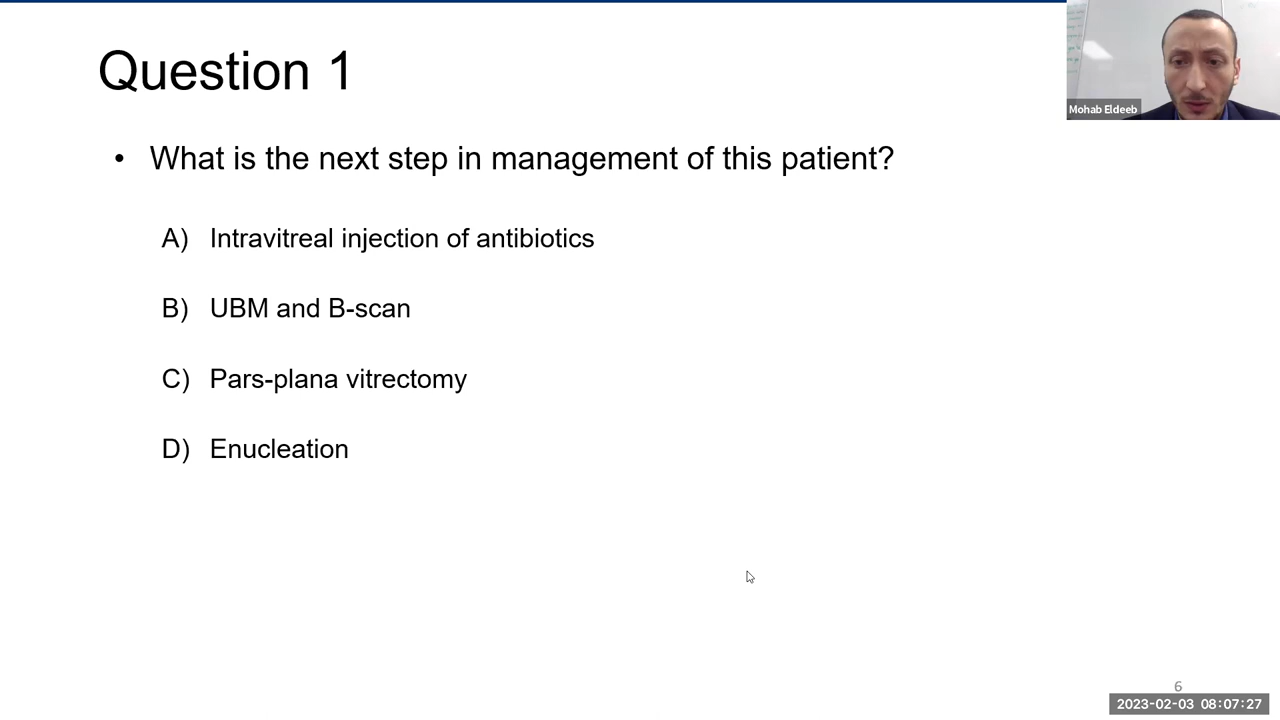 Question 1
Mohab Eldeeb
• What is the next step in management of this patient?
A) Intravitreal injection of antibiotics
B) UBM and B-scan
C) Pars-plana vitrectomy
D) Enucleation
6
2023-02-03 08:07:27